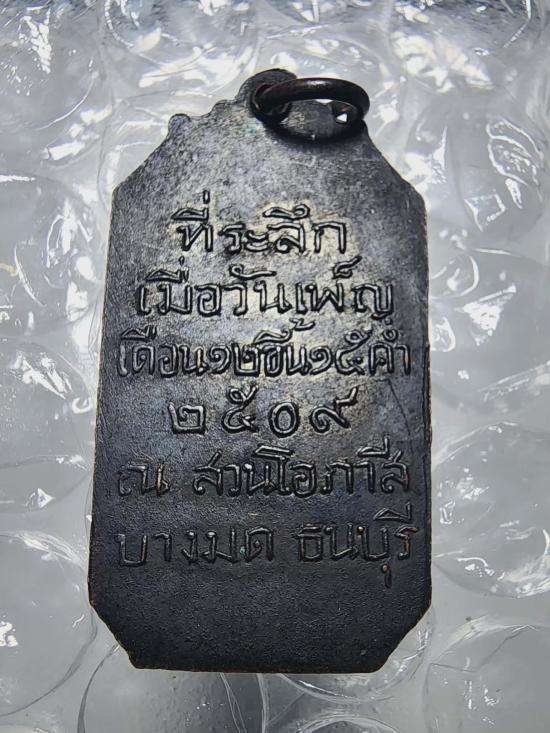 ที่ระลึก
เมื่อวันเพ็ญ
เดือน๑๒ขึ้น๑๕ค่ำ
๒๕๐๙
ณ สวนโอภาสี
บางมด ธนบุรี